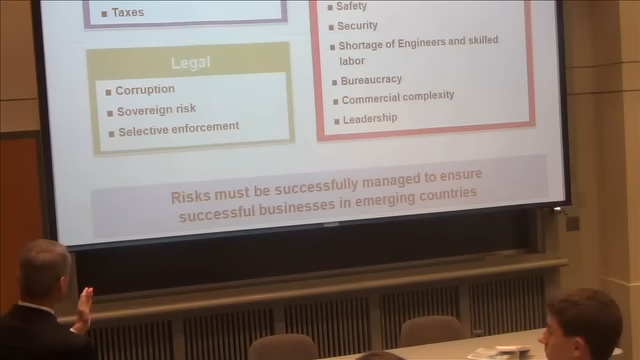 Taxes
Legal
Corruption
Sovereign risk
Selective enforcement
Safety
Security
Shortage of Engineers and skilled
labor
Bureaucracy
Commercial complexity
Leadership
Risks must be successfully managed to ensure
successful businesses in emerging countries